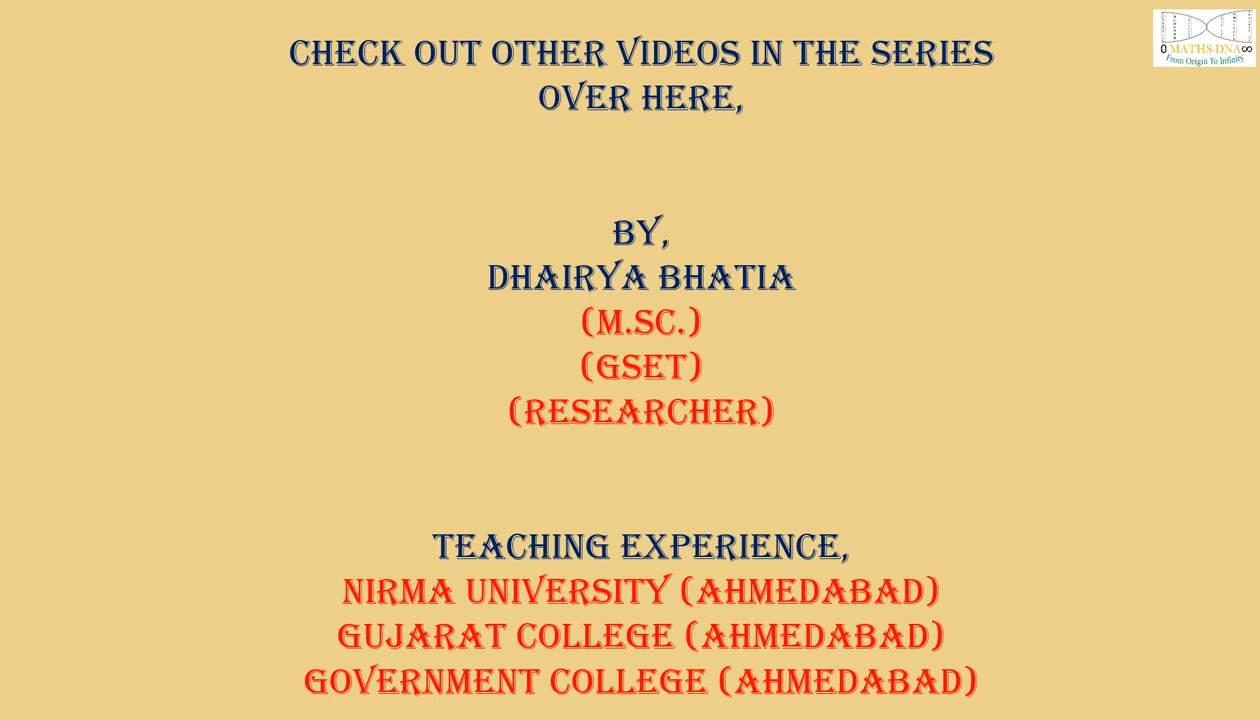 CHECK OUT OTHER VIDEOS IN THE SERIES
OVER HERE,
BY,
DHAIRYA BHATIA
(M.SC.)
(GSET)
(RESEARCHER)
TEACHING EXPERIENCE,
NIRMA UNIVERSITY (AHMEDABAD)
GUJARAT COLLEGE (AHMEDABAD)
GOVERNMENT COLLEGE (AHMEDABAD)
0 MATHS-DNA ∞
From Origin To Infinity